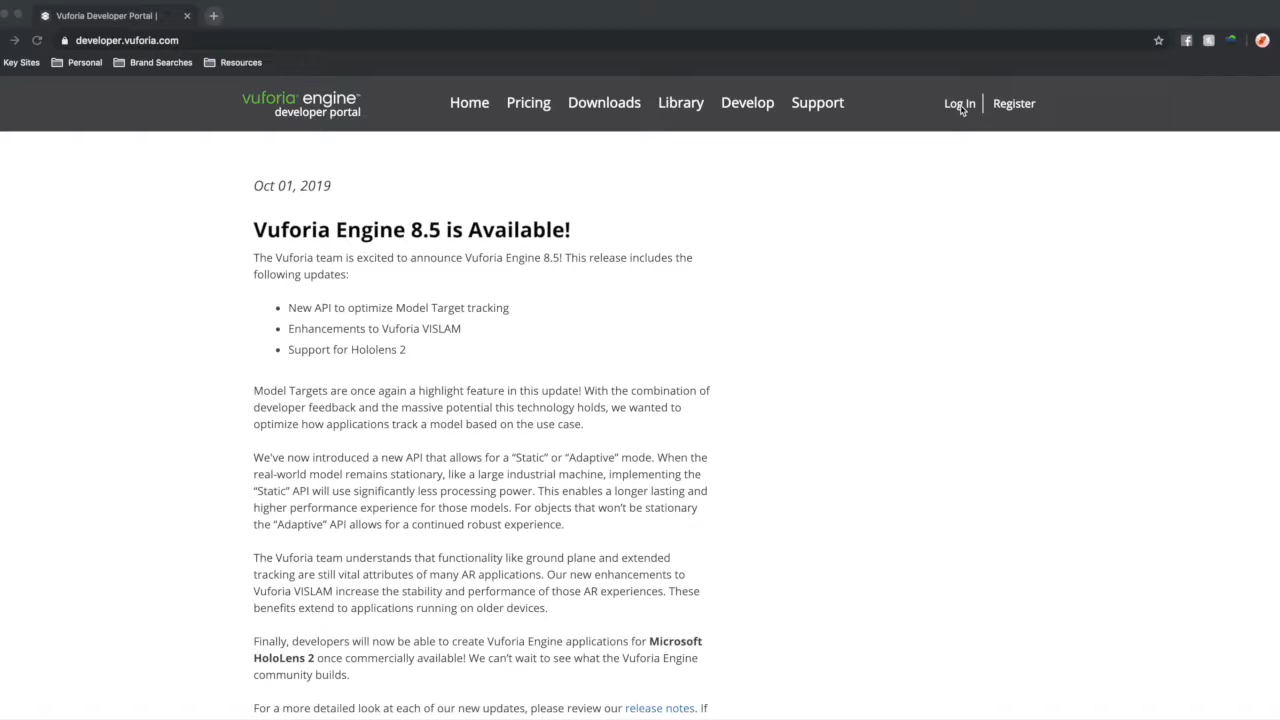 Vuforia Developer Portal |
developer.vuforia.com
Key Sites Personal Brand Searches Resources
vuforia® engine™
developer portal
Home Pricing Downloads Library Develop Support
Log In | Register
Oct 01, 2019
Vuforia Engine 8.5 is Available!
The Vuforia team is excited to announce Vuforia Engine 8.5! This release includes the
following updates:
• New API to optimize Model Target tracking
• Enhancements to Vuforia VISLAM
• Support for Hololens 2
Model Targets are once again a highlight feature in this update! With the combination of
developer feedback and the massive potential this technology holds, we wanted to
optimize how applications track a model based on the use case.
We've now introduced a new API that allows for a “Static” or “Adaptive” mode. When the
real-world model remains stationary, like a large industrial machine, implementing the
“Static” API will use significantly less processing power. This enables a longer lasting and
higher performance experience for those models. For objects that won’t be stationary
the “Adaptive” API allows for a continued robust experience.
The Vuforia team understands that functionality like ground plane and extended
tracking are still vital attributes of many AR applications. Our new enhancements to
Vuforia VISLAM increase the stability and performance of those AR experiences. These
benefits extend to applications running on older devices.
Finally, developers will now be able to create Vuforia Engine applications for Microsoft
HoloLens 2 once commercially available! We can’t wait to see what the Vuforia Engine
community builds.
For a more detailed look at each of our new updates, please review our release notes. If